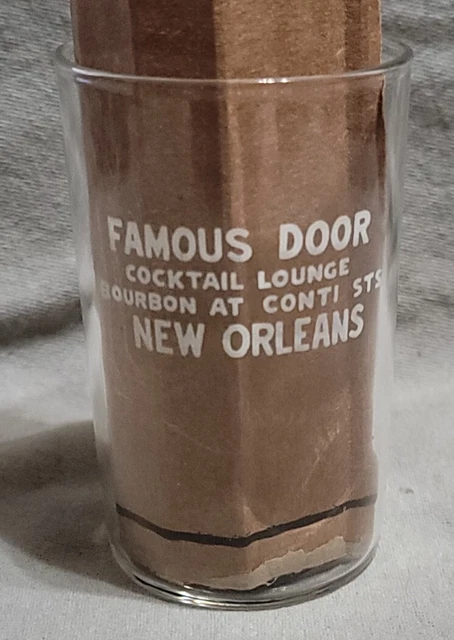 FAMOUS DOOR
COCKTAIL LOUNGE
BOURBON AT CONTI STS
NEW ORLEANS